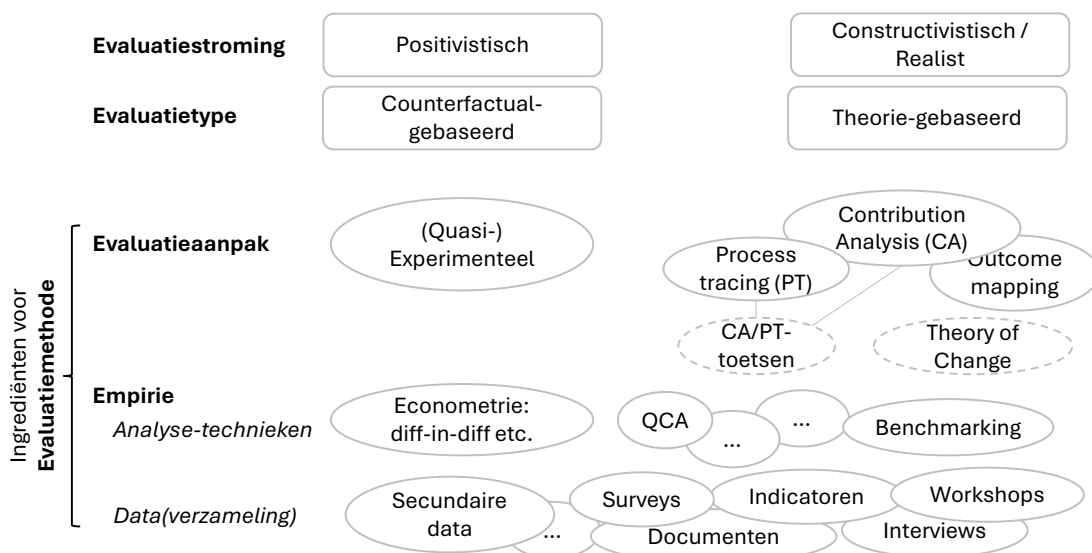 Evaluatiestroming
Positivistisch
Constructivistisch /
Realist
Evaluatietype
Counterfactual-
gebaseerd
Theorie-gebaseerd
Ingrediënten voor
Evaluatiemethode
Evaluatieaanpak
(Quasi-)
Experimenteel
Contribution
Analysis (CA)
Process
tracing (PT)
Outcome
mapping
CA/PT-
toetsen
Theory of
Change
Empirie
Analyse-technieken
Econometrie:
diff-in-diff etc.
QCA
...
...
Benchmarking
Data(verzameling)
Secundaire
data
...
Surveys
Documenten
Indicatoren
Interviews
Workshops